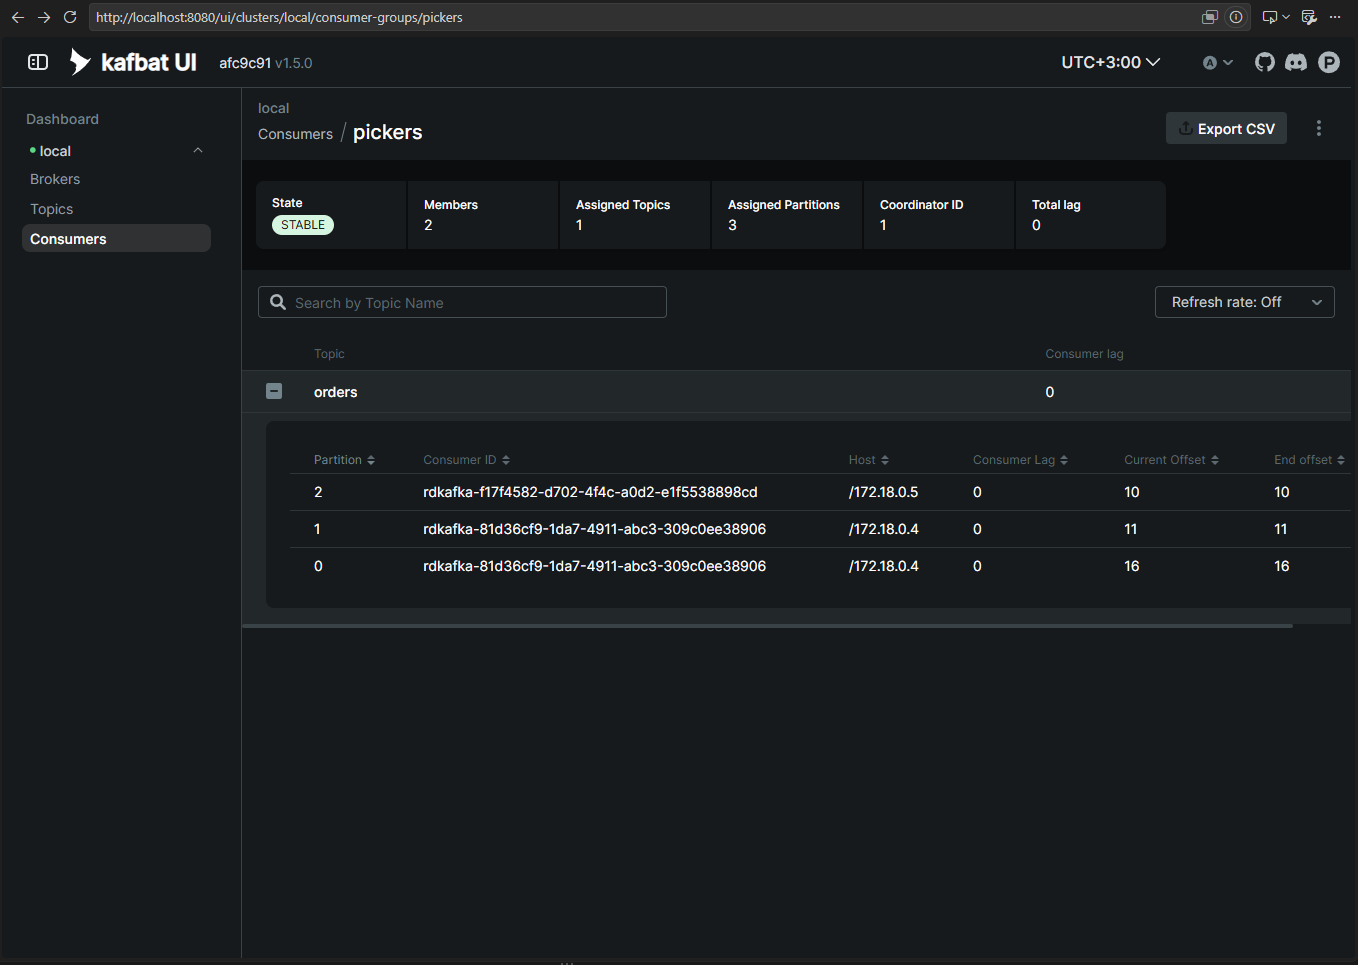 http://localhost:8080/ui/clusters/local/consumer-groups/pickers
kafbat UI afc9c91 v1.5.0 UTC+3:00 A P
Dashboard
local
Brokers
Topics
Consumers
local
Consumers / pickers
Export CSV
State Members Assigned Topics Assigned Partitions Coordinator ID Total lag
STABLE 2 1 3 1 0
Search by Topic Name Refresh rate: Off
Topic Consumer lag
orders 0
Partition Consumer ID Host Consumer Lag Current Offset End offset
2 rdkafka-f17f4582-d702-4f4c-a0d2-e1f5538898cd /172.18.0.5 0 10 10
1 rdkafka-81d36cf9-1da7-4911-abc3-309c0ee38906 /172.18.0.4 0 11 11
0 rdkafka-81d36cf9-1da7-4911-abc3-309c0ee38906 /172.18.0.4 0 16 16